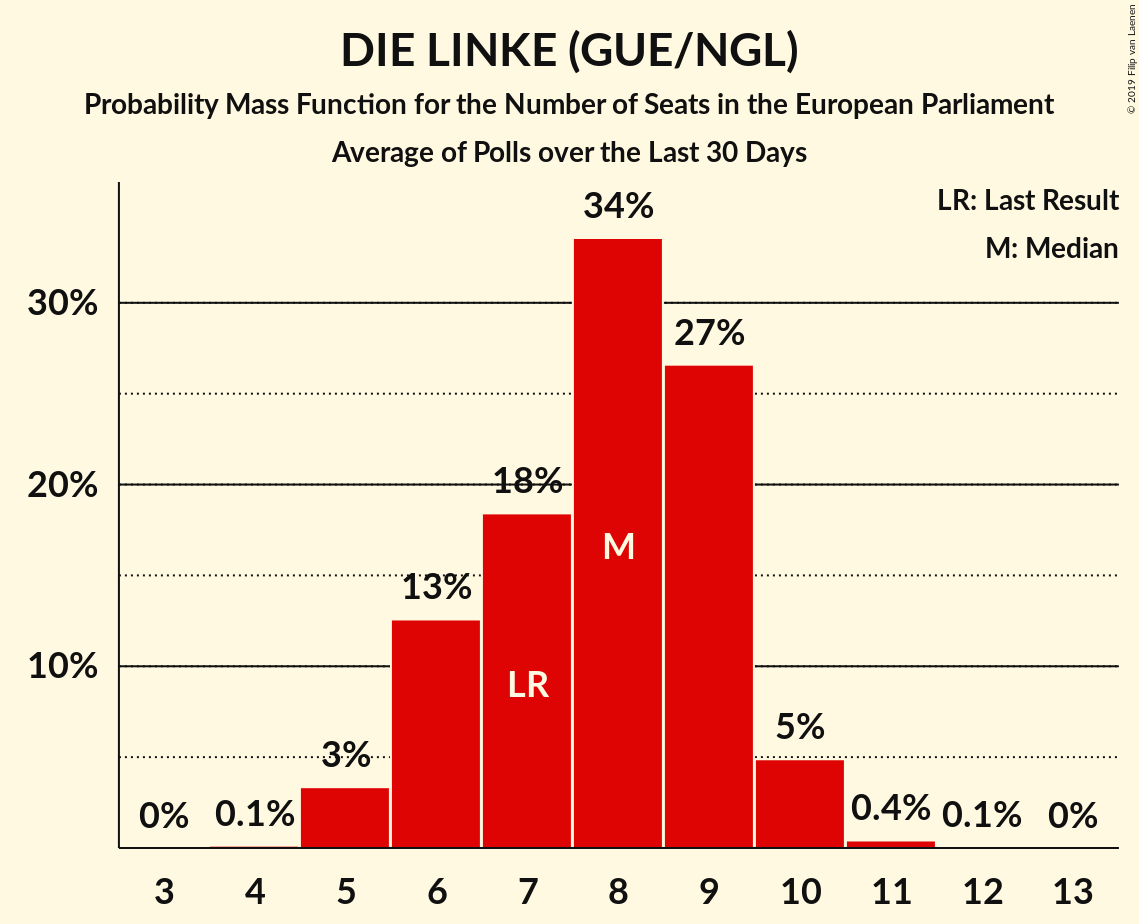 DIE LINKE (GUE/NGL)
Probability Mass Function for the Number of Seats in the European Parliament
Average of Polls over the Last 30 Days
© 2019 Filip van Laenen
LR: Last Result
M: Median
34%
30%
27%
20%
18%
M
13%
10%
LR
5%
3%
0%
0.1%
0.4%
0.1%
0%
3 4 5 6 7 8 9 10 11 12 13